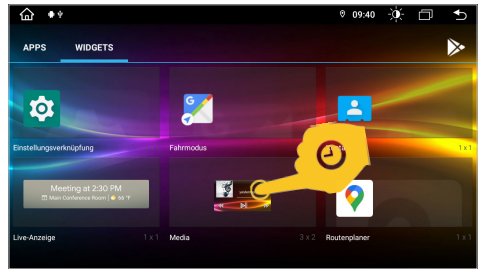 09:40
APPS WIDGETS
Einstellungsverknüpfung Fahrmodus 1 x 1
Meeting at 2:30 PM
Main Conference Room | 56 °F
Live-Anzeige 1 x 1 Media 3 x 2 Routenplaner 1 x 1